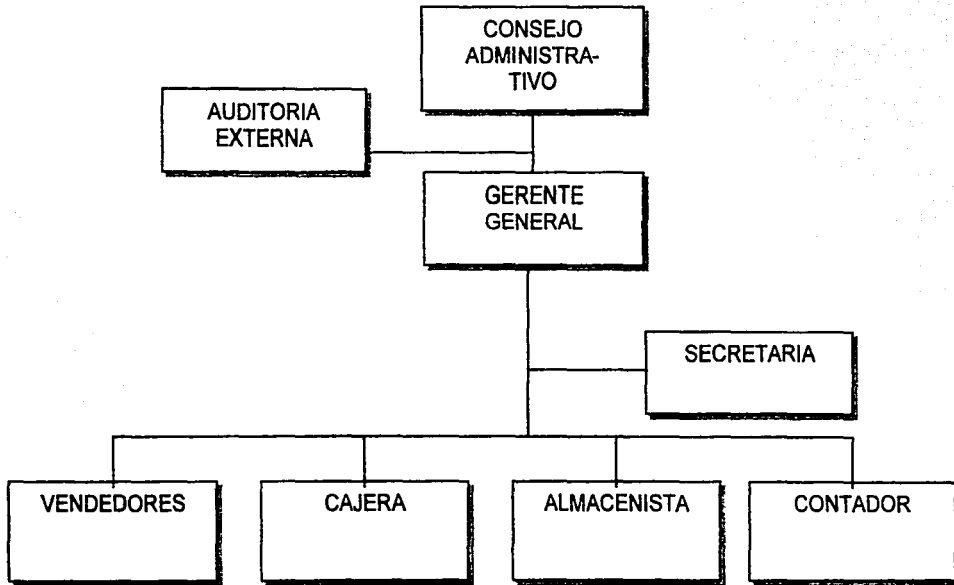 CONSEJO
ADMINISTRA-
TIVO
AUDITORIA
EXTERNA
GERENTE
GENERAL
SECRETARIA
VENDEDORES
CAJERA
ALMACENISTA
CONTADOR